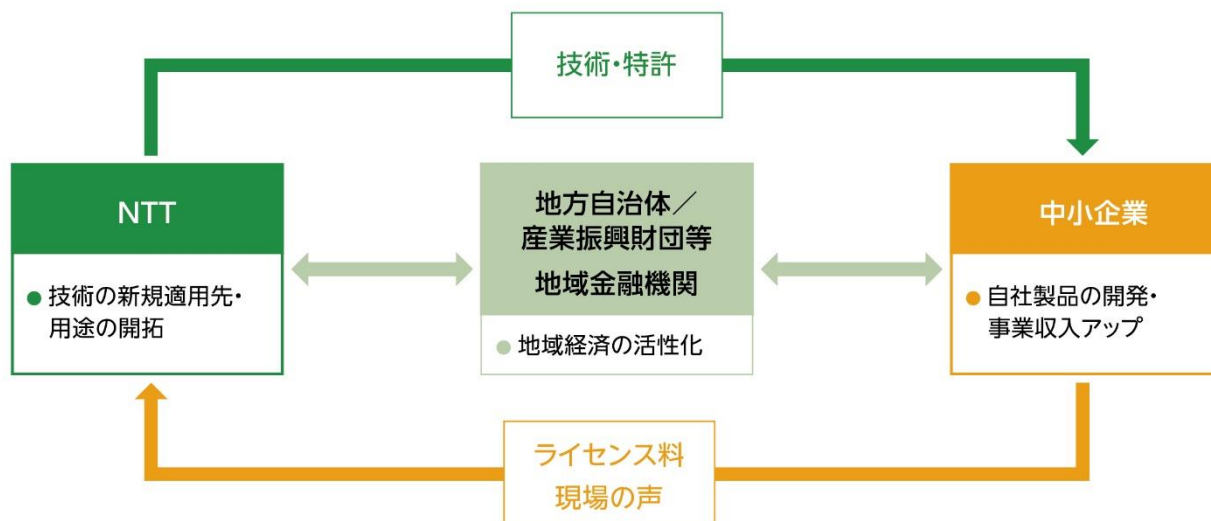 技術・特許
NTT
● 技術の新規適用先・
用途の開拓
地方自治体／
産業振興財団等
地域金融機関
● 地域経済の活性化
中小企業
● 自社製品の開発・
事業収入アップ
ライセンス料
現場の声